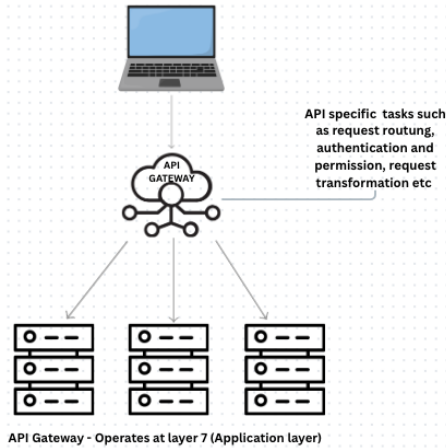 API specific tasks such
as request routung,
authentication and
permission, request
transformation etc
API
GATEWAY
API Gateway - Operates at layer 7 (Application layer)